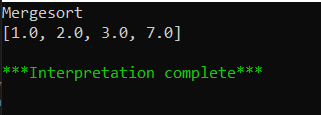 Mergesort
[1.0, 2.0, 3.0, 7.0]
***Interpretation complete***